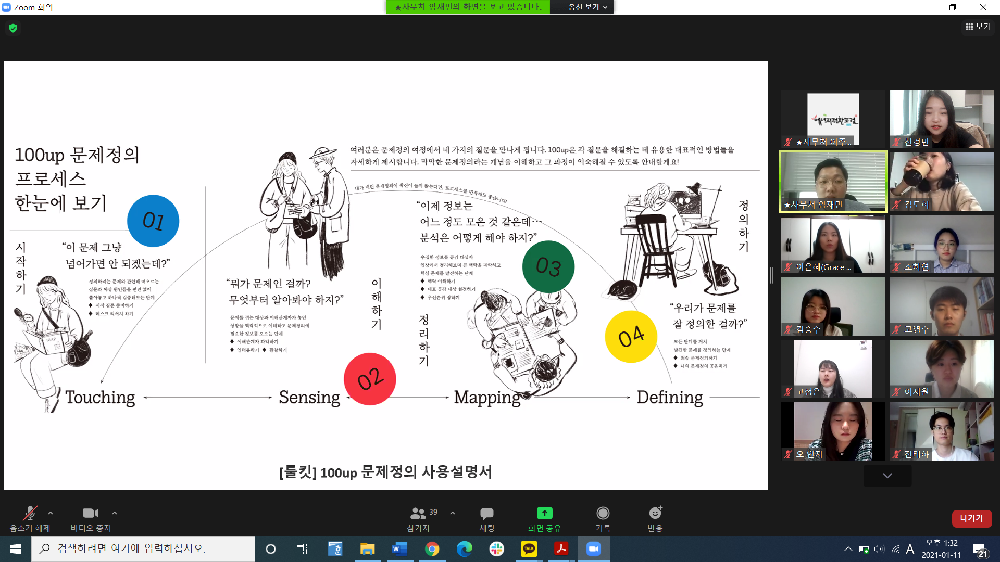 Zoom 회의
★사무처 임재민의 화면을 보고 있습니다.
옵션 보기
보기
100up 문제정의
프로세스
한눈에 보기
01
여러분은 문제정의 여정에서 네 가지의 질문을 만나게 됩니다. 100up은 각 질문을 해결하는 데 유용한 대표적인 방법들을
자세하게 제시합니다. 막막한 문제정의라는 개념을 이해하고 그 과정이 익숙해질 수 있도록 안내할게요!
내가 내린 문제정의에 확신이 들지 않는다면, 프로세스를 반복해도 좋습니다!
시작하기
“이 문제 그냥
넘어가면 안 되겠는데?”
정의하려는 문제와 관련해 떠오르는
질문과 예상 원인들을 편견 없이
쏟아놓고 하나씩 검증해보는 단계
♦ 시작 질문 준비하기
♦ 데스크 리서치 하기
MAP
Touching
“뭐가 문제인 걸까?
무엇부터 알아봐야 하지?”
이해하기
문제를 겪는 대상과 이해관계자가 놓인
상황을 맥락적으로 이해하고 문제정의에
필요한 정보를 모으는 단계
♦ 이해관계자 파악하기
♦ 인터뷰하기 ♦ 관찰하기
02
Sensing
“이제 정보는
어느 정도 모은 것 같은데…
분석은 어떻게 해야 하지?”
수집한 정보를 공감 대상자
입장에서 정리해보며 큰 맥락을 파악하고
핵심 문제를 발견하는 단계
♦ 맥락 이해하기
♦ 대표 공감 대상 설정하기
♦ 우선순위 정하기
03
정리하기
Mapping
정의하기
“우리가 문제를
잘 정의한 걸까?”
04
모든 단계를 거쳐
발견한 문제를 정의하는 단계
♦ 최종 문제정의하기
♦ 나의 문제정의 공유하기
Defining
[툴킷] 100up 문제정의 사용설명서
에너지전환포럼
★사무처 이주...
신경민
★사무처 임재민
김도희
이은혜(Grace ...
조하연
김승주
고영수
고정은
이지원
오 연지
전태하
음소거 해제
비디오 중지
39
참가자
채팅
화면 공유
기록
반응
나가기
검색하려면 여기에 입력하십시오.
TALK
A
오후 1:32
2021-01-11
21